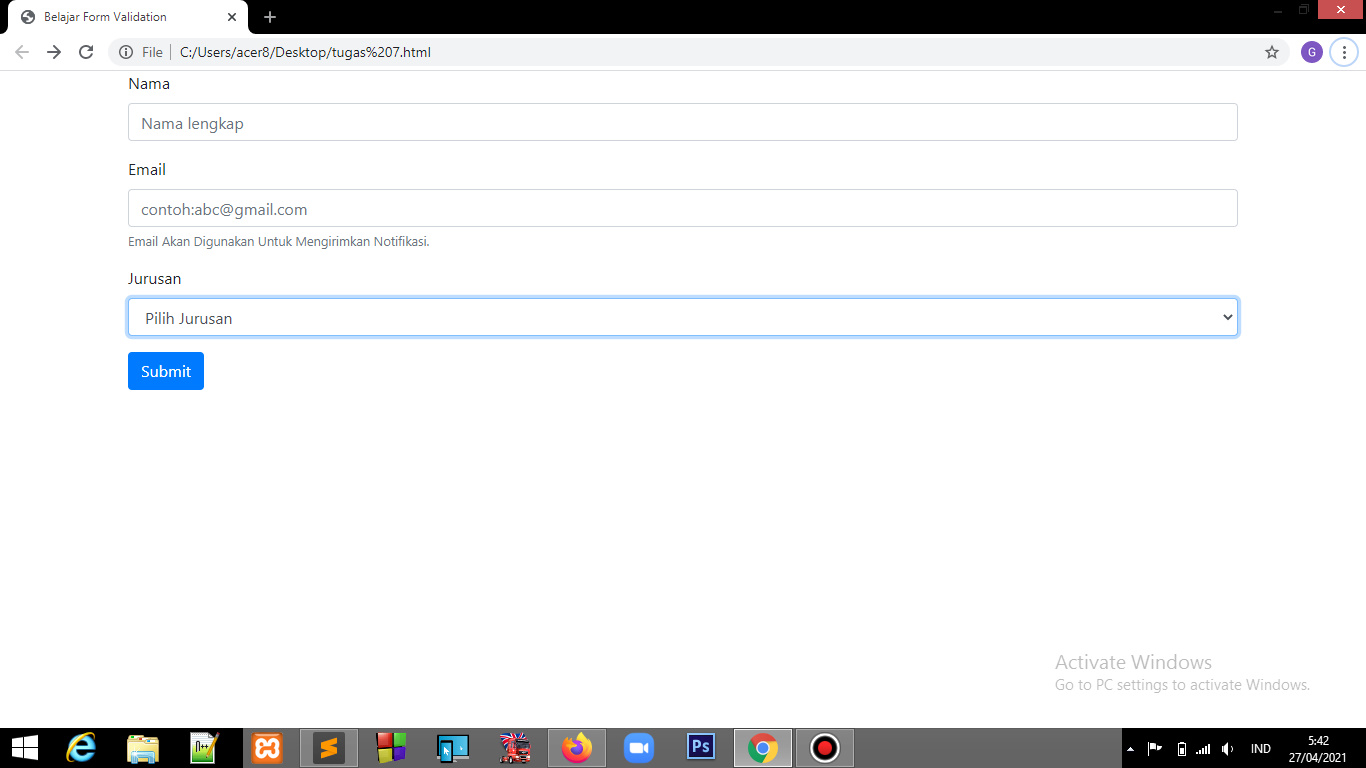 Belajar Form Validation
File C:/Users/acer8/Desktop/tugas%207.html
G
Nama
Nama lengkap
Email
contoh:abc@gmail.com
Email Akan Digunakan Untuk Mengirimkan Notifikasi.
Jurusan
Pilih Jurusan
Submit
Activate Windows
Go to PC settings to activate Windows.
Ps
IND
5:42
27/04/2021